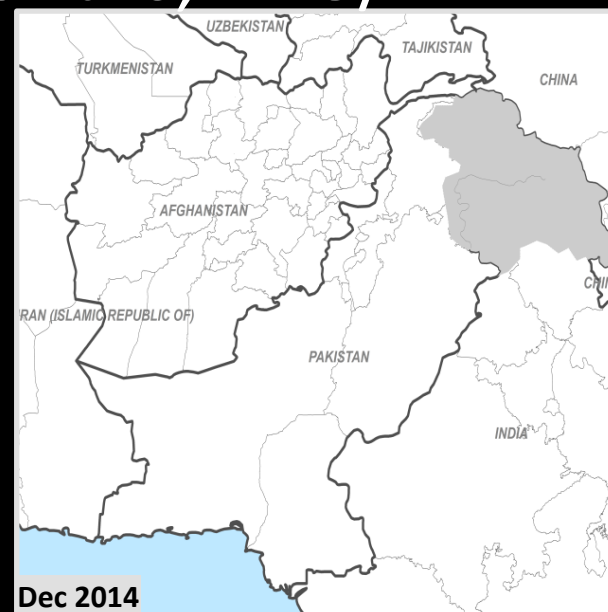 UZBEKISTAN
TAJIKISTAN
TURKMENISTAN
CHINA
AFGHANISTAN
RAN (ISLAMIC REPUBLIC OF)
PAKISTAN
INDIA
Dec 2014